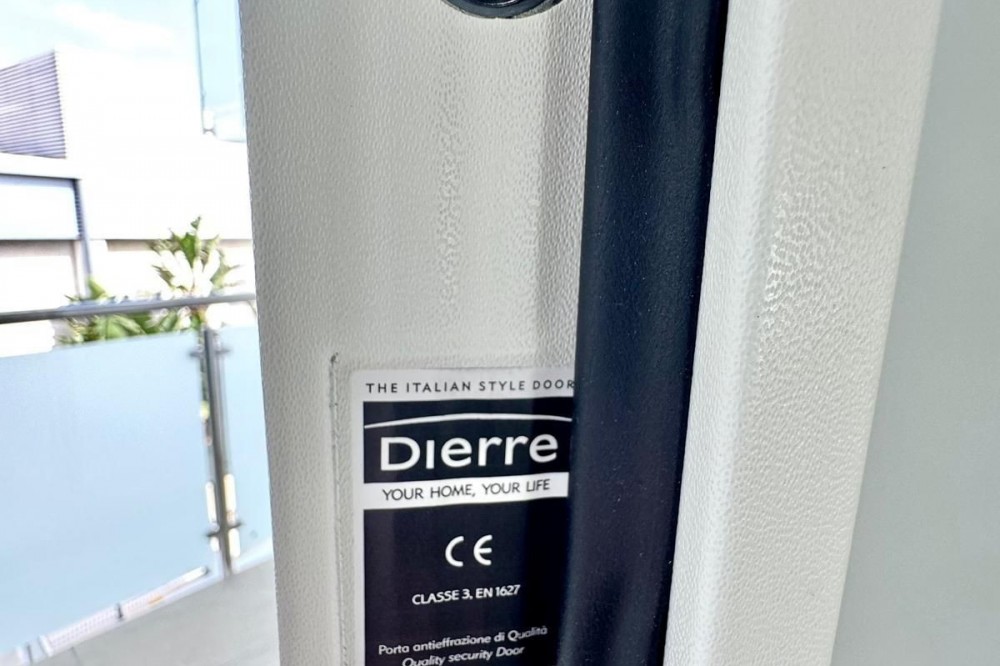 THE ITALIAN STYLE DOOR
Dierre
YOUR HOME, YOUR LIFE
CE
CLASSE 3, EN 1627
Porta antieffrazione di Qualità
Quality security Door